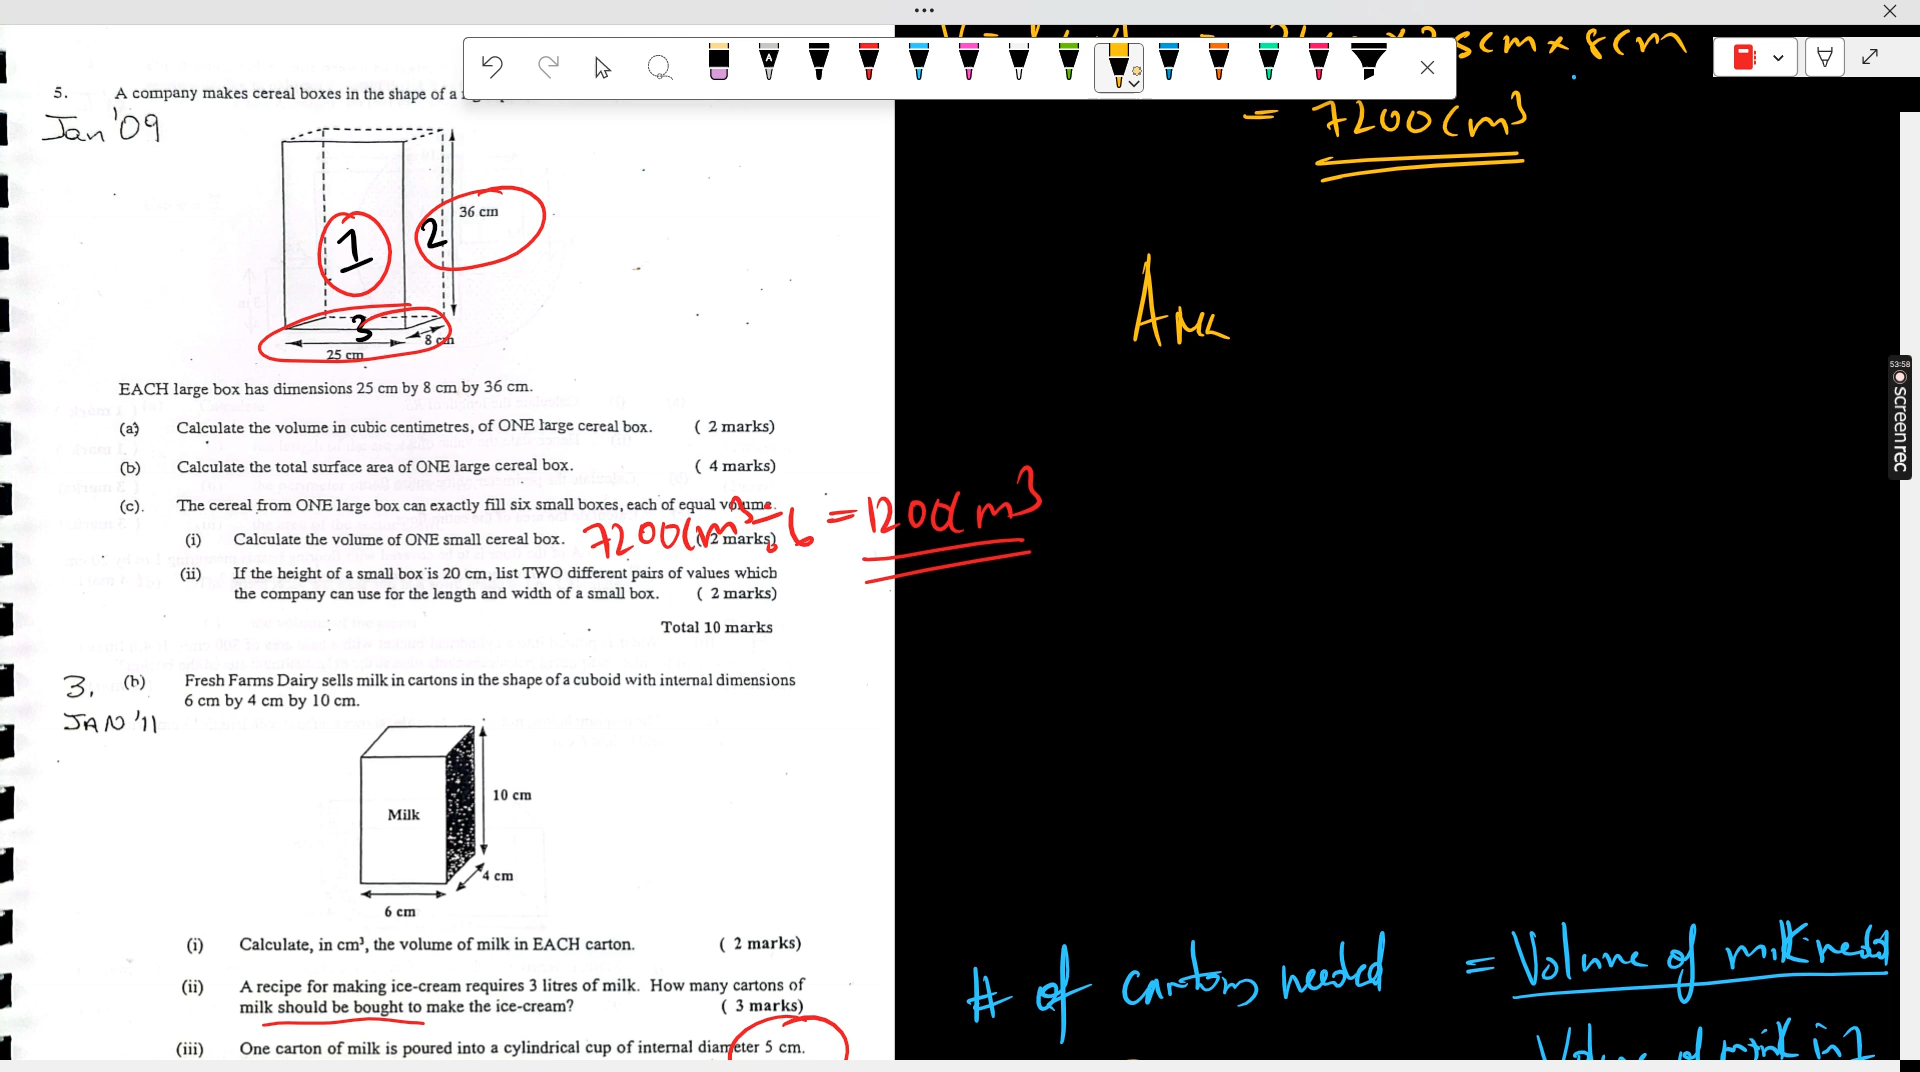 5cm x 8cm
5. A company makes cereal boxes in the shape of a
= 7200cm³
Jan '09
36 cm
1
2
3
8 cm
25 cm
EACH large box has dimensions 25 cm by 8 cm by 36 cm.
(a) Calculate the volume in cubic centimetres, of ONE large cereal box. ( 2 marks)
(b) Calculate the total surface area of ONE large cereal box. ( 4 marks)
(c). The cereal from ONE large box can exactly fill six small boxes, each of equal volume.
7200cm³ ÷ 6 = 1200cm³
(i) Calculate the volume of ONE small cereal box. ( 2 marks)
(ii) If the height of a small box is 20 cm, list TWO different pairs of values which
the company can use for the length and width of a small box. ( 2 marks)
Total 10 marks
3. (b) Fresh Farms Dairy sells milk in cartons in the shape of a cuboid with internal dimensions
6 cm by 4 cm by 10 cm.
JAN '11
10 cm
Milk
4 cm
6 cm
(i) Calculate, in cm³, the volume of milk in EACH carton. ( 2 marks)
(ii) A recipe for making ice-cream requires 3 litres of milk. How many cartons of
milk should be bought to make the ice-cream? ( 3 marks)
(iii) One carton of milk is poured into a cylindrical cup of internal diameter 5 cm.
# of cartons needed = Volume of milk needed
Volume of milk in 1
53:58
screenrec